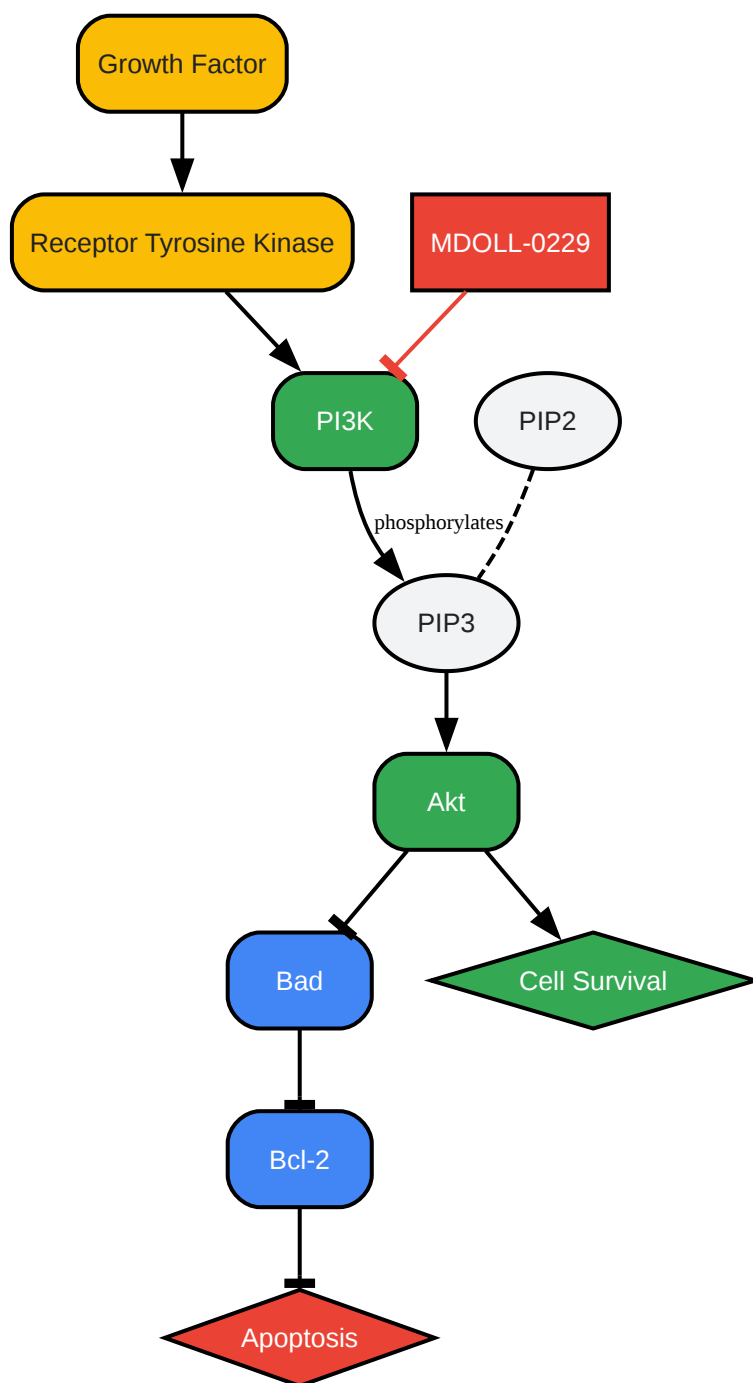 Growth Factor
Receptor Tyrosine Kinase
MDOLL-0229
PI3K
PIP2
phosphorylates
PIP3
Akt
Bad
Cell Survival
Bcl-2
Apoptosis